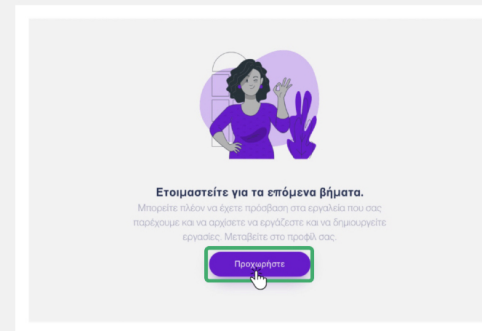 Ετοιμαστείτε για τα επόμενα βήματα.
Μπορείτε πλέον να έχετε πρόσβαση στα εργαλεία που σας
παρέχουμε και να αρχίσετε να εργάζεστε και να δημιουργείτε
εργασίες. Μεταβείτε στο προφίλ σας.
Προχωρήστε